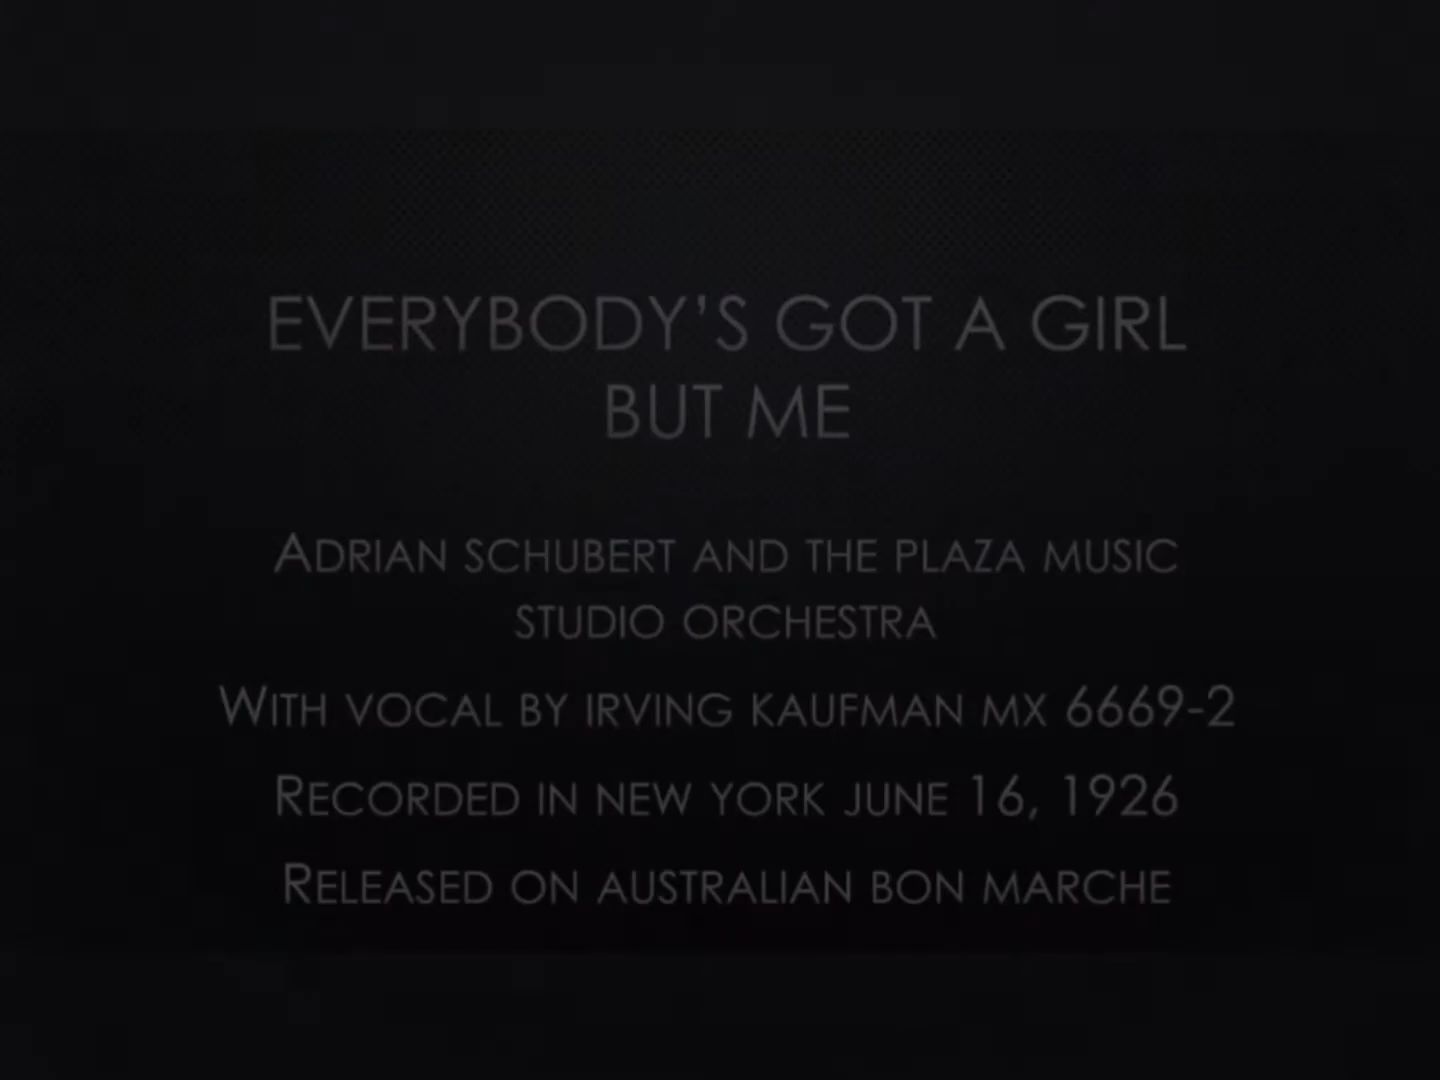 EVERYBODY’S GOT A GIRL
BUT ME
ADRIAN SCHUBERT AND THE PLAZA MUSIC
STUDIO ORCHESTRA
WITH VOCAL BY IRVING KAUFMAN MX 6669-2
RECORDED IN NEW YORK JUNE 16, 1926
RELEASED ON AUSTRALIAN BON MARCHE